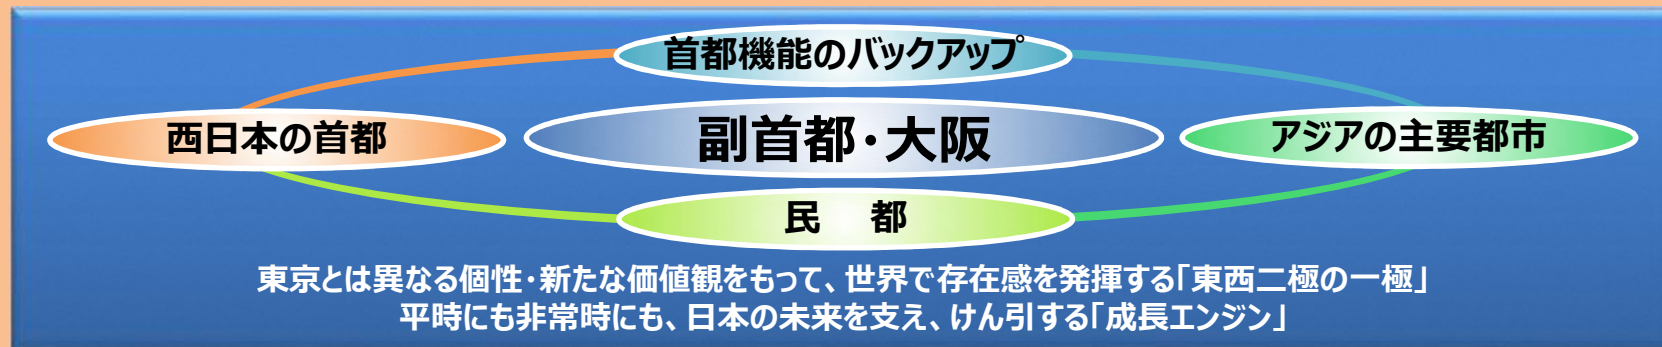 首都機能のバックアップ
西日本の首都
副首都・大阪
アジアの主要都市
民　都
東京とは異なる個性・新たな価値観をもって、世界で存在感を発揮する「東西二極の一極」
平時にも非常時にも、日本の未来を支え、けん引する「成長エンジン」